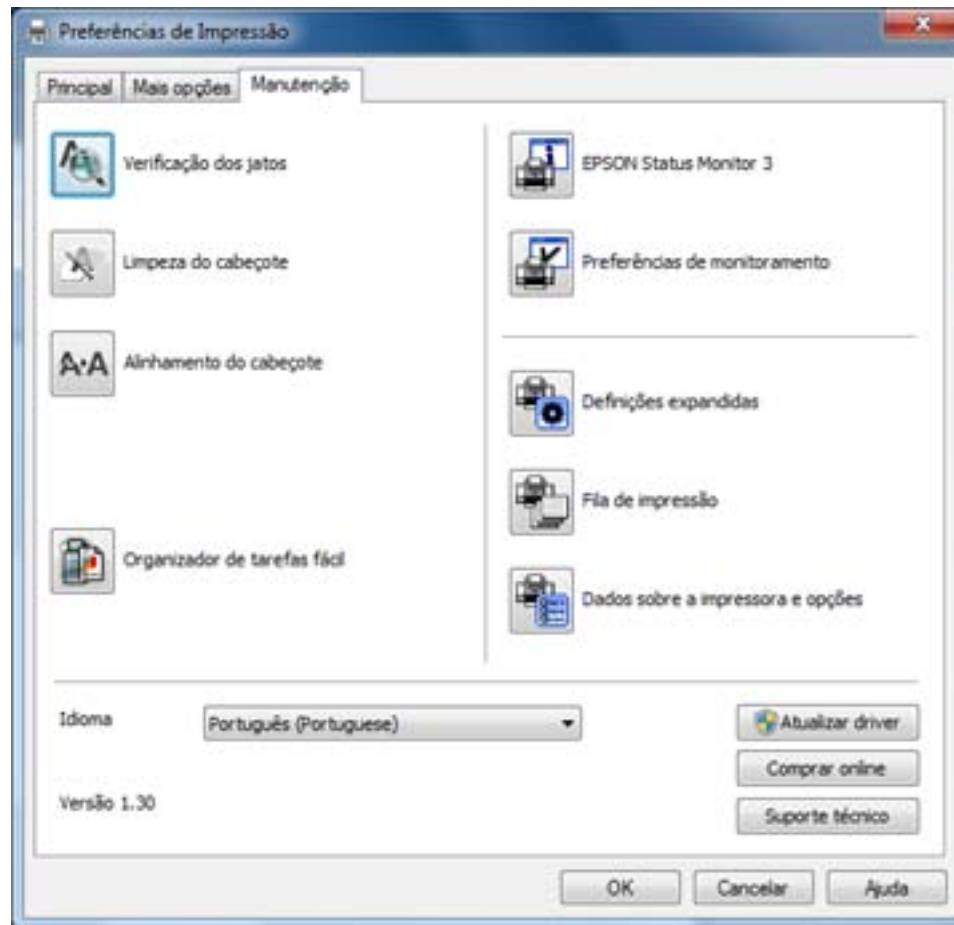 Preferências de Impressão
Principal
Mais opções
Manutenção
Verificação dos jatos
Limpeza do cabeçote
A·A
Alinhamento do cabeçote
Organizador de tarefas fácil
EPSON Status Monitor 3
Preferências de monitoramento
Definições expandidas
Fila de impressão
Dados sobre a impressora e opções
Idioma
Português (Portuguese)
Versão 1.30
Atualizar driver
Comprar online
Suporte técnico
OK
Cancelar
Ajuda